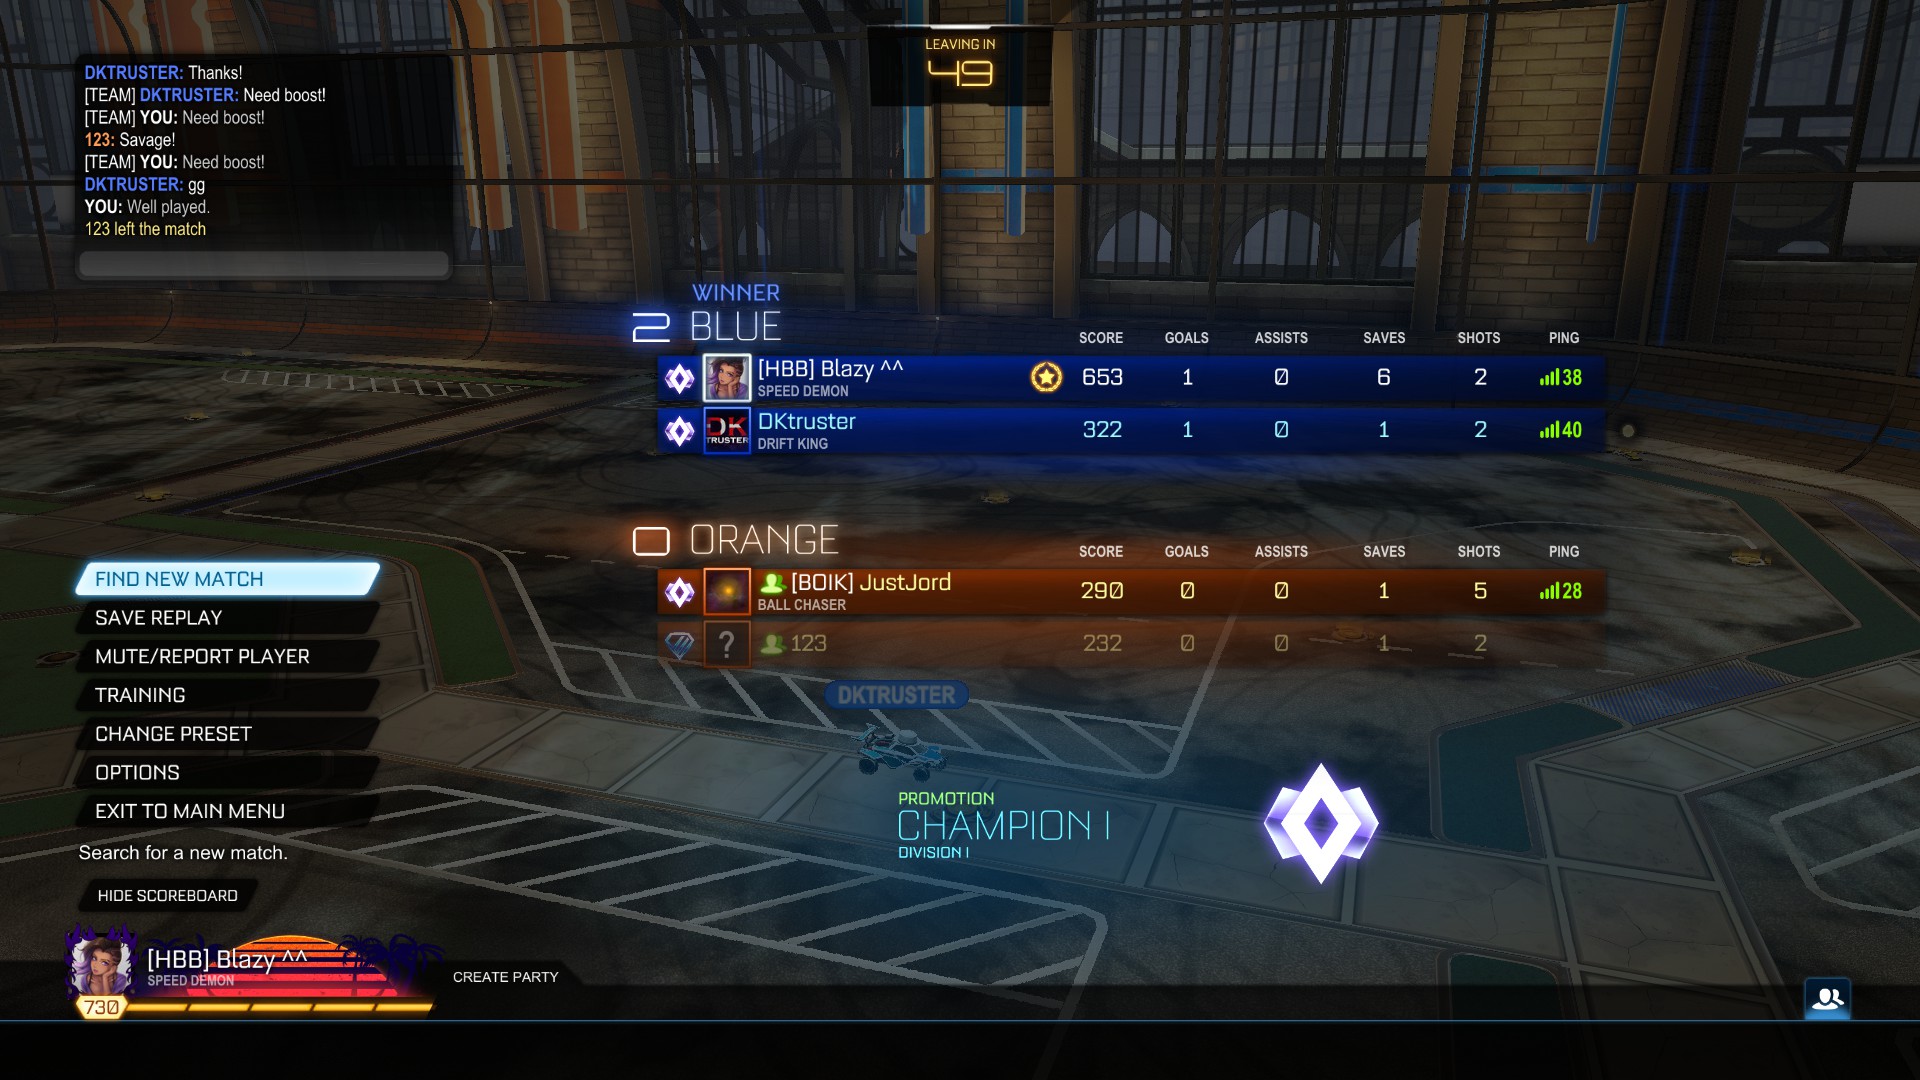 LEAVING IN
49
DKTRUSTER: Thanks!
[TEAM] DKTRUSTER: Need boost!
[TEAM] YOU: Need boost!
123: Savage!
[TEAM] YOU: Need boost!
DKTRUSTER: gg
YOU: Well played.
123 left the match
WINNER
2 BLUE
SCORE GOALS ASSISTS SAVES SHOTS PING
[HBB] Blazy ^^ 653 1 0 6 2 38
SPEED DEMON
DK TRUSTER
DKtruster 322 1 0 1 2 40
DRIFT KING
0 ORANGE
SCORE GOALS ASSISTS SAVES SHOTS PING
[BOIK] JustJord 290 0 0 1 5 28
BALL CHASER
? 123 232 0 0 1 2
DKTRUSTER
PROMOTION
CHAMPION I
DIVISION I
FIND NEW MATCH
SAVE REPLAY
MUTE/REPORT PLAYER
TRAINING
CHANGE PRESET
OPTIONS
EXIT TO MAIN MENU
Search for a new match.
HIDE SCOREBOARD
[HBB] Blazy ^^
SPEED DEMON
730
CREATE PARTY